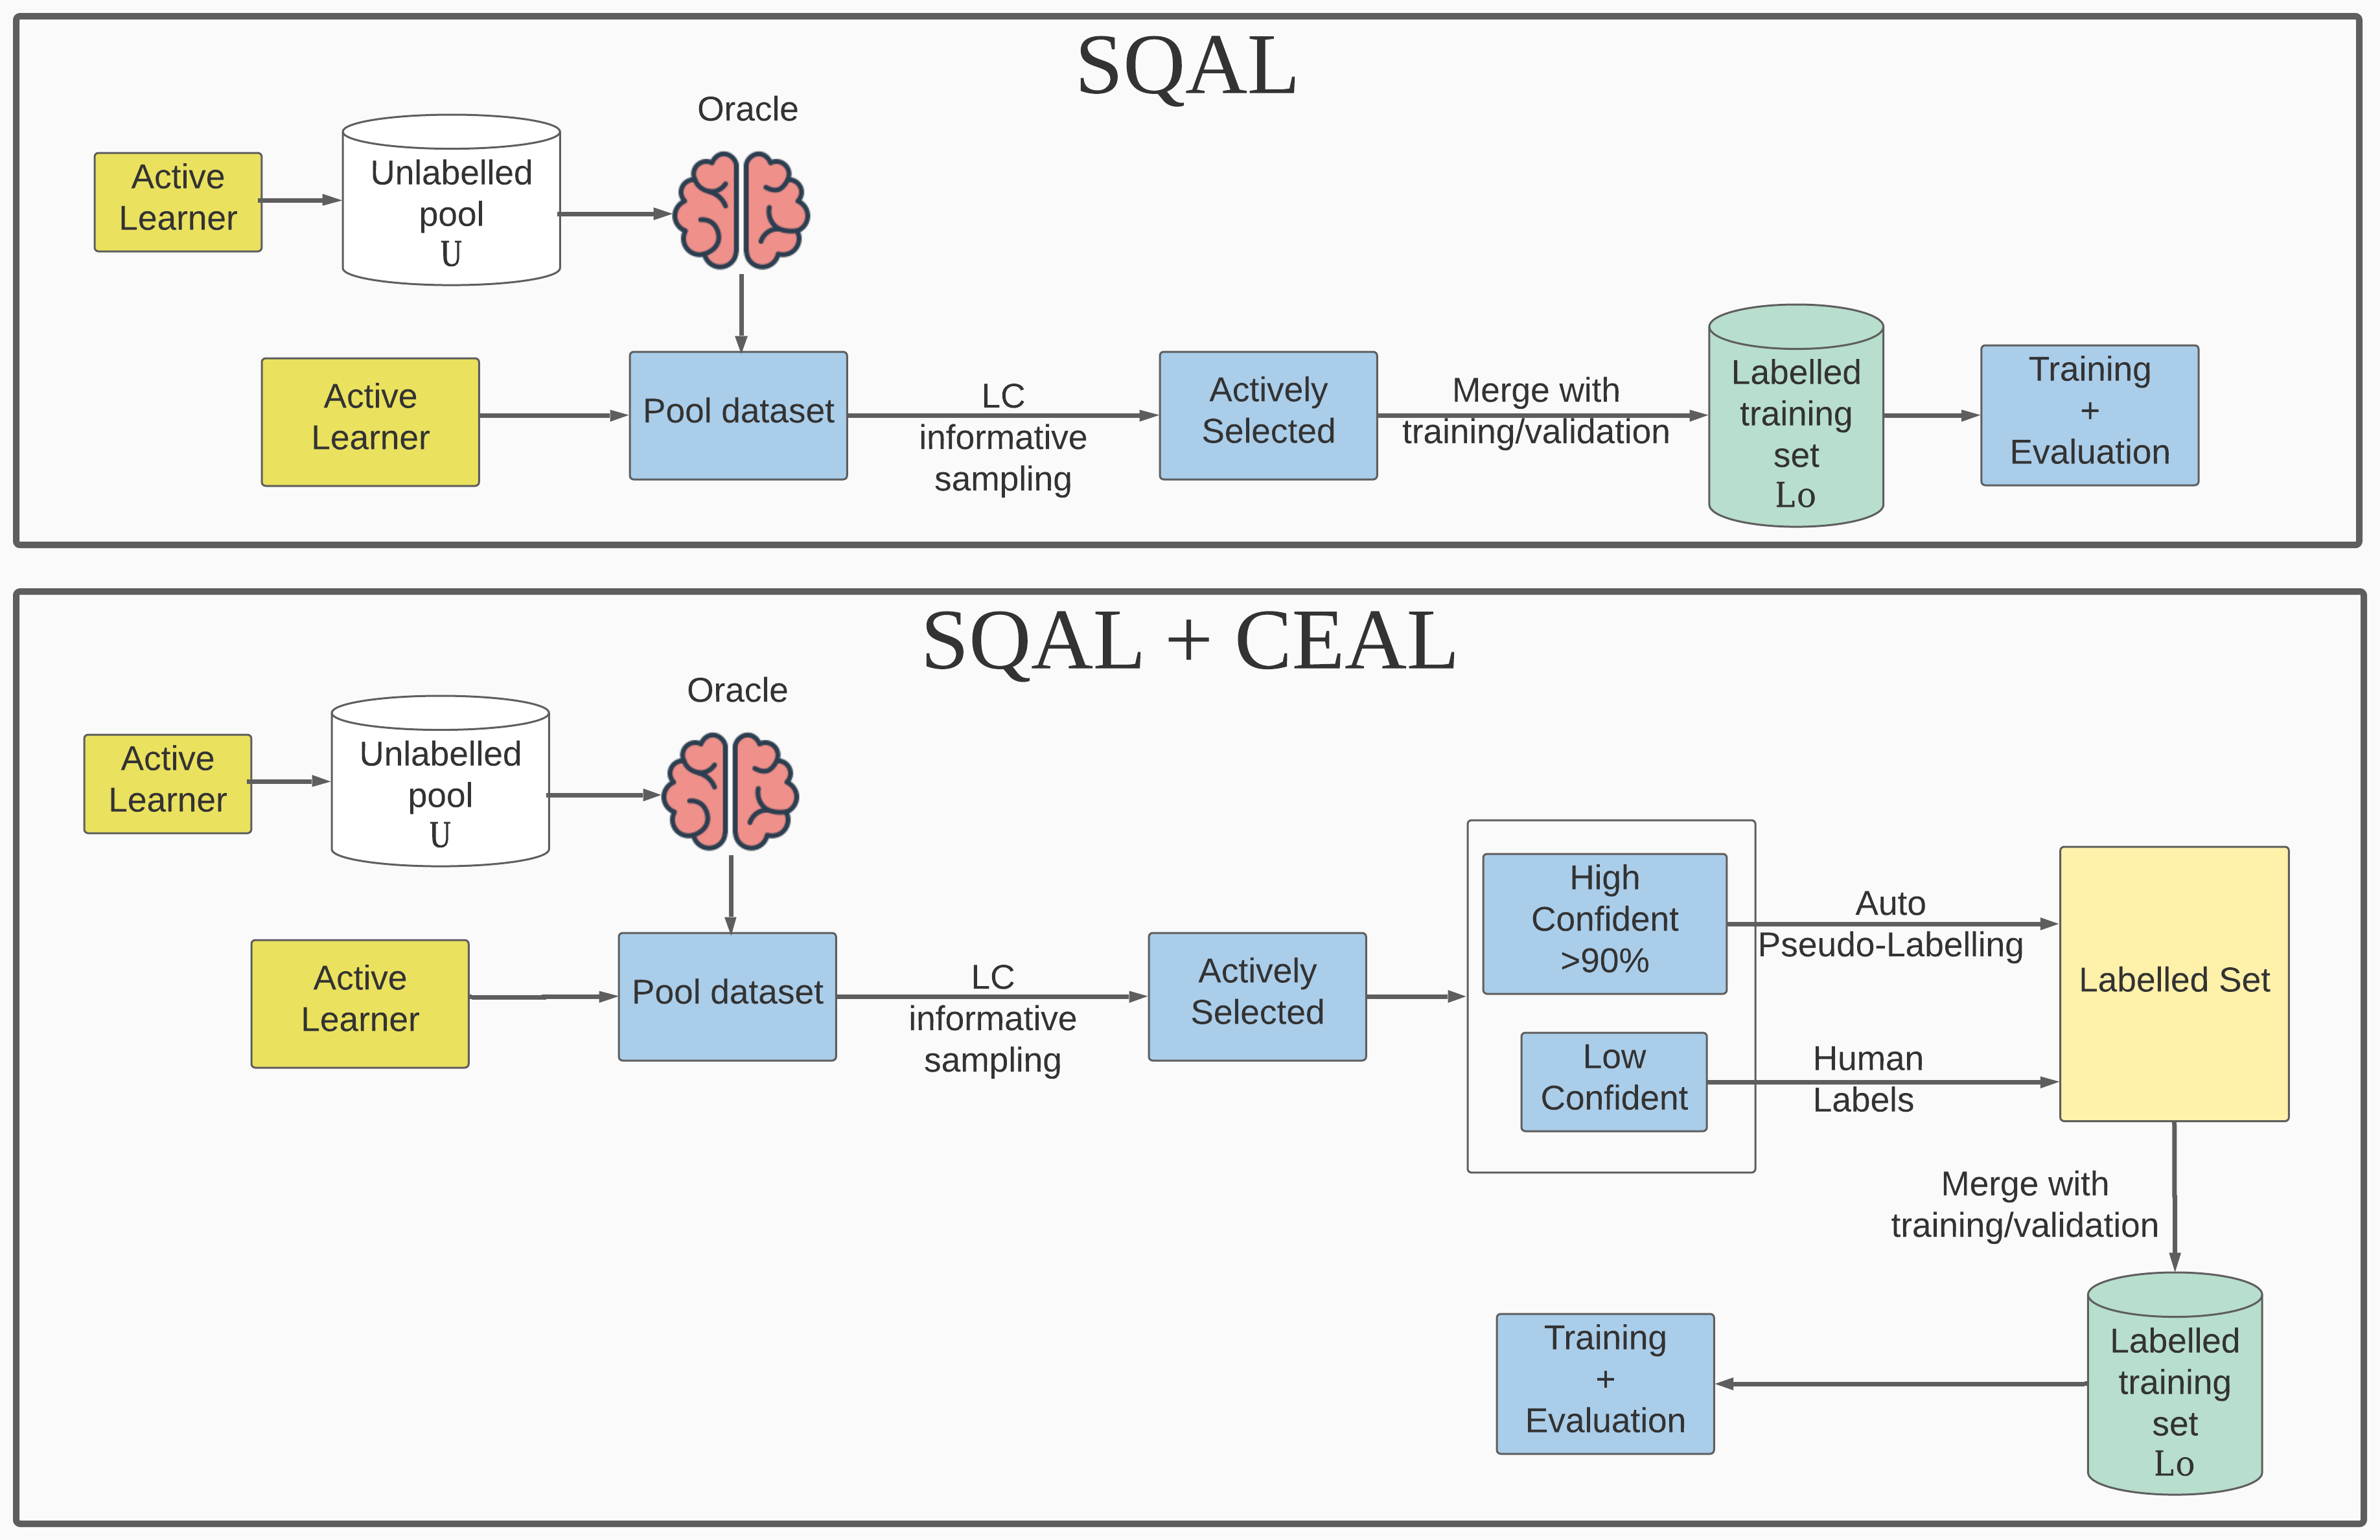 SQAL
Oracle
Active
Learner
Unlabelled
pool
U
Active
Learner
Pool dataset
LC
informative
sampling
Actively
Selected
Merge with
training/validation
Labelled
training
set
Lo
Training
+
Evaluation
SQAL + CEAL
Oracle
Active
Learner
Unlabelled
pool
U
Active
Learner
Pool dataset
LC
informative
sampling
Actively
Selected
High
Confident
>90%
Auto
Pseudo-Labelling
Low
Confident
Human
Labels
Labelled Set
Merge with
training/validation
Labelled
training
set
Lo
Training
+
Evaluation